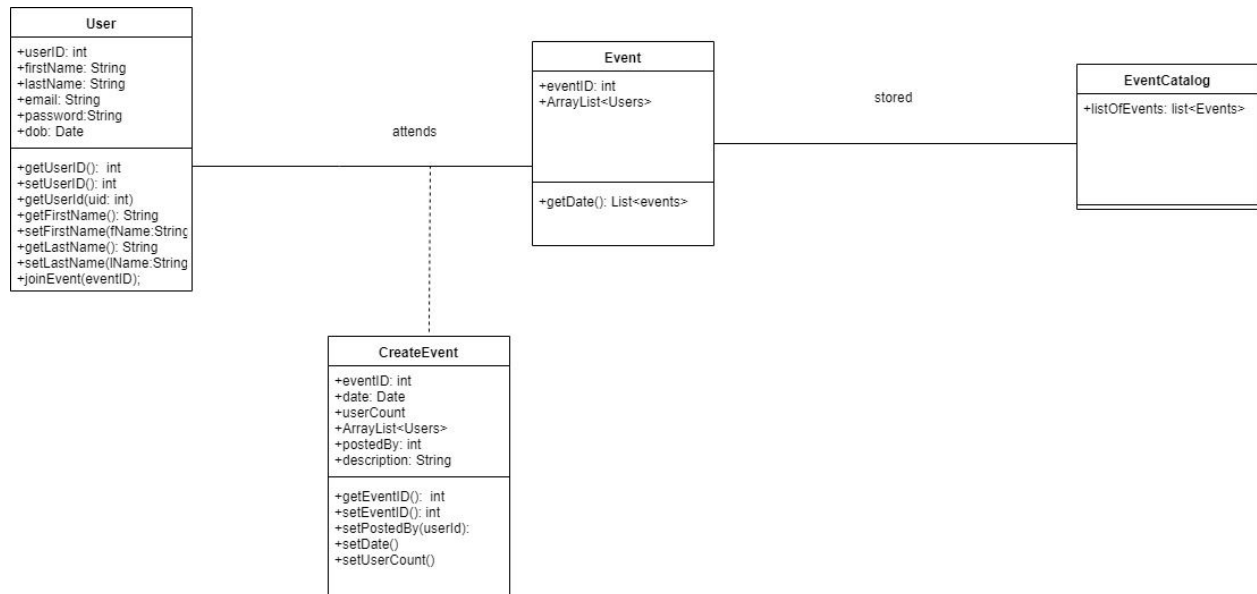 User
+userID: int
+firstName: String
+lastName: String
+email: String
+password:String
+dob: Date
+getUserID():  int
+setUserID(): int
+getUserId(uid: int)
+getFirstName(): String
+setFirstName(fName:String
+getLastName(): String
+setLastName(lName:String
+joinEvent(eventID);
attends
Event
+eventID: int
+ArrayList<Users>
+getDate(): List<events>
stored
EventCatalog
+listOfEvents: list<Events>
CreateEvent
+eventID: int
+date: Date
+userCount
+ArrayList<Users>
+postedBy: int
+description: String
+getEventID():  int
+setEventID(): int
+setPostedBy(userId):
+setDate()
+setUserCount()